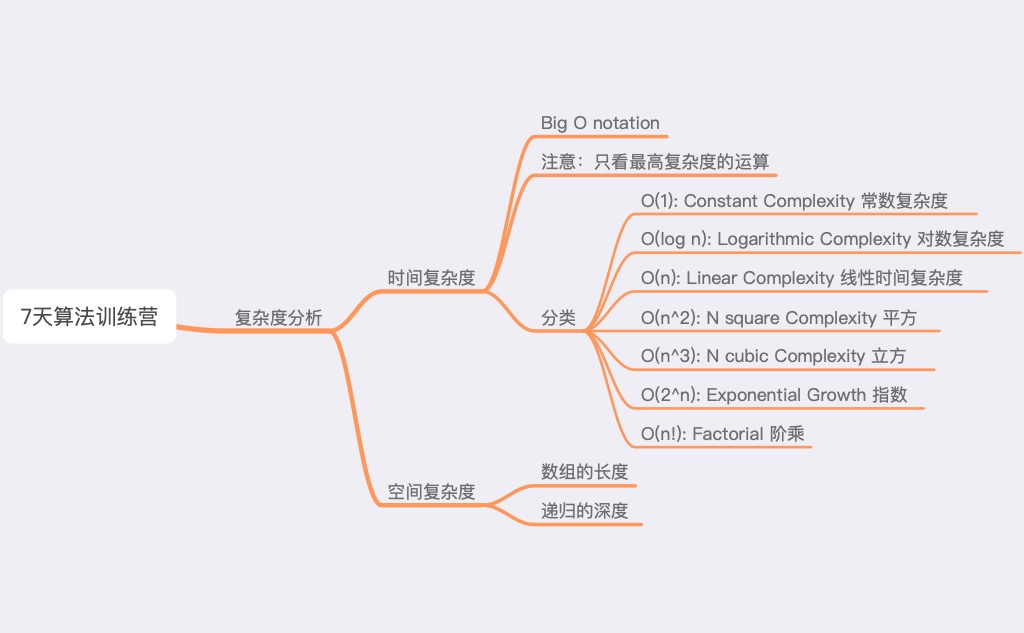 7天算法训练营
复杂度分析
时间复杂度
Big O notation
注意：只看最高复杂度的运算
分类
O(1): Constant Complexity 常数复杂度
O(log n): Logarithmic Complexity 对数复杂度
O(n): Linear Complexity 线性时间复杂度
O(n^2): N square Complexity 平方
O(n^3): N cubic Complexity 立方
O(2^n): Exponential Growth 指数
O(n!): Factorial 阶乘
空间复杂度
数组的长度
递归的深度